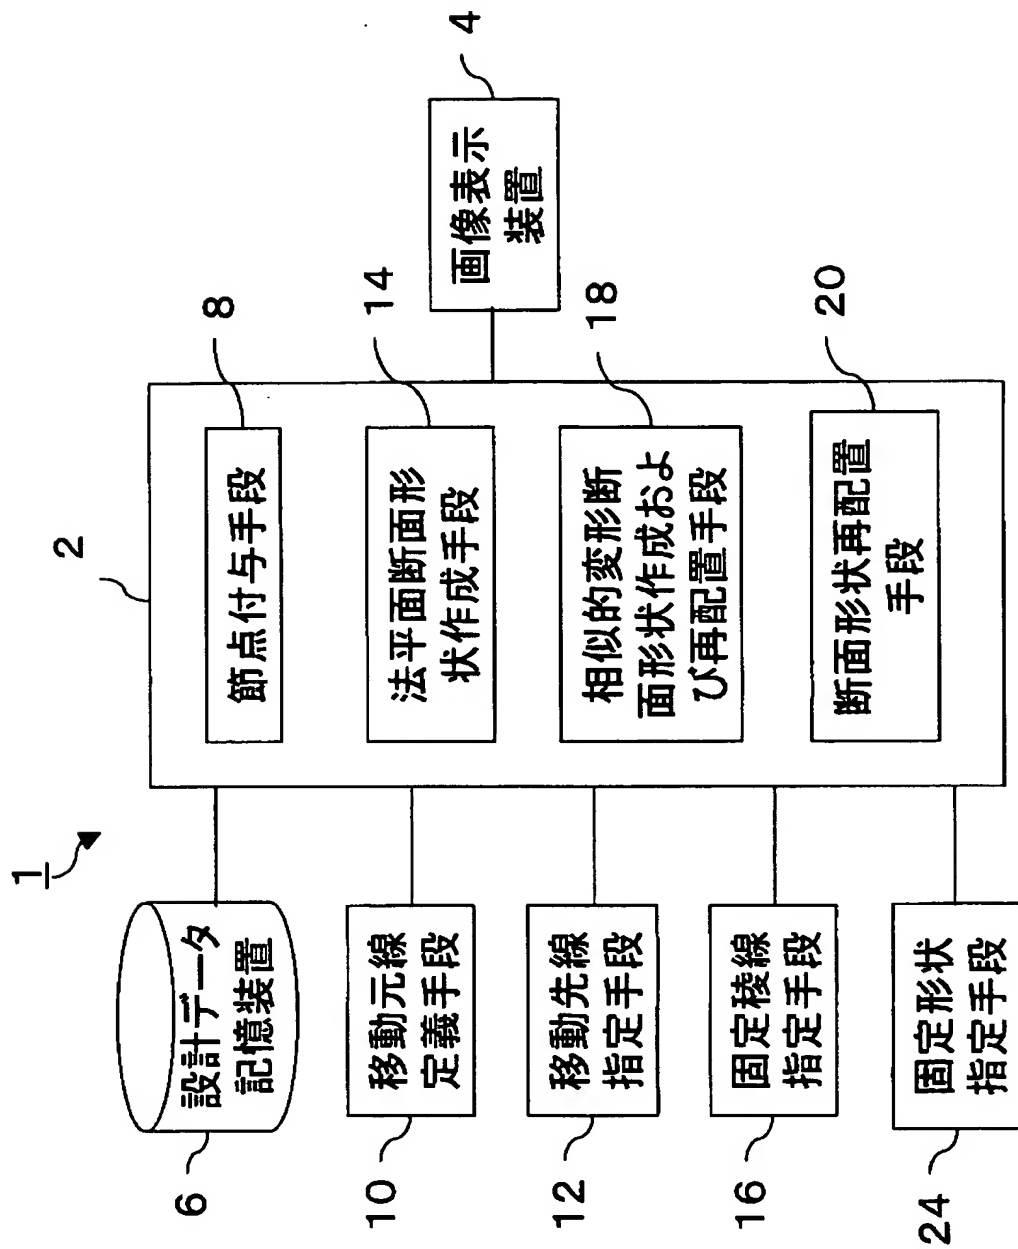 1
2
4
6
設計データ
記憶装置
10
移動元線
定義手段
12
移動先線
指定手段
16
固定稜線
指定手段
24
固定形状
指定手段
8
節点付与手段
14
法平面断面形
状作成手段
18
相似的変形断
面形状作成およ
び再配置手段
20
断面形状再配置
手段
画像表示
装置